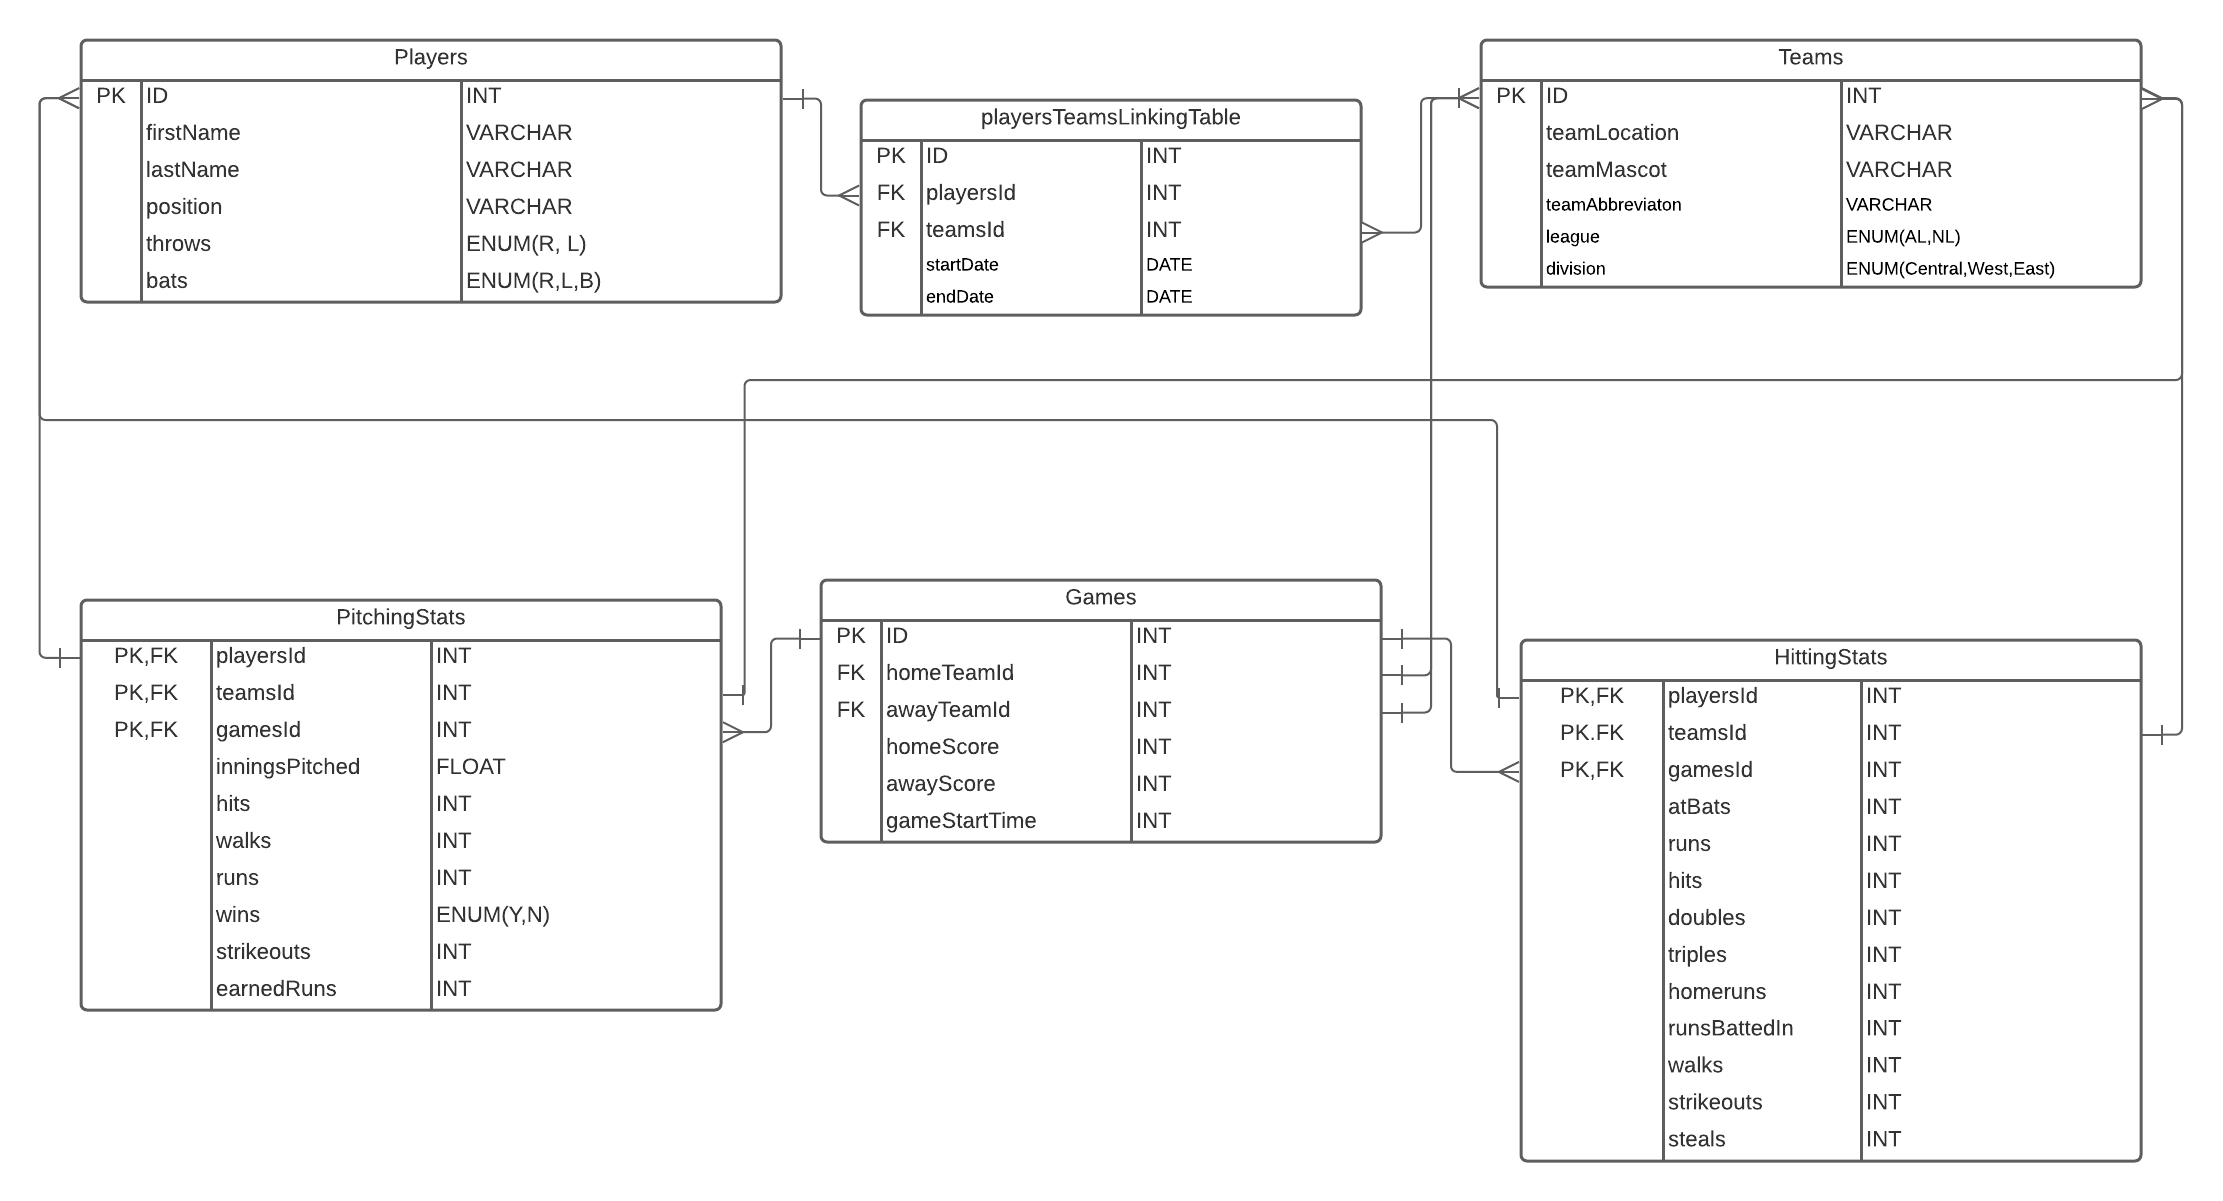 Players
PK ID INT
firstName VARCHAR
lastName VARCHAR
position VARCHAR
throws ENUM(R, L)
bats ENUM(R,L,B)
playersTeamsLinkingTable
PK ID INT
FK playersId INT
FK teamsId INT
startDate DATE
endDate DATE
Teams
PK ID INT
teamLocation VARCHAR
teamMascot VARCHAR
teamAbbreviaton VARCHAR
league ENUM(AL,NL)
division ENUM(Central,West,East)
PitchingStats
PK,FK playersId INT
PK,FK teamsId INT
PK,FK gamesId INT
inningsPitched FLOAT
hits INT
walks INT
runs INT
wins ENUM(Y,N)
strikeouts INT
earnedRuns INT
Games
PK ID INT
FK homeTeamId INT
FK awayTeamId INT
homeScore INT
awayScore INT
gameStartTime INT
HittingStats
PK,FK playersId INT
PK.FK teamsId INT
PK,FK gamesId INT
atBats INT
runs INT
hits INT
doubles INT
triples INT
homeruns INT
runsBattedIn INT
walks INT
strikeouts INT
steals INT